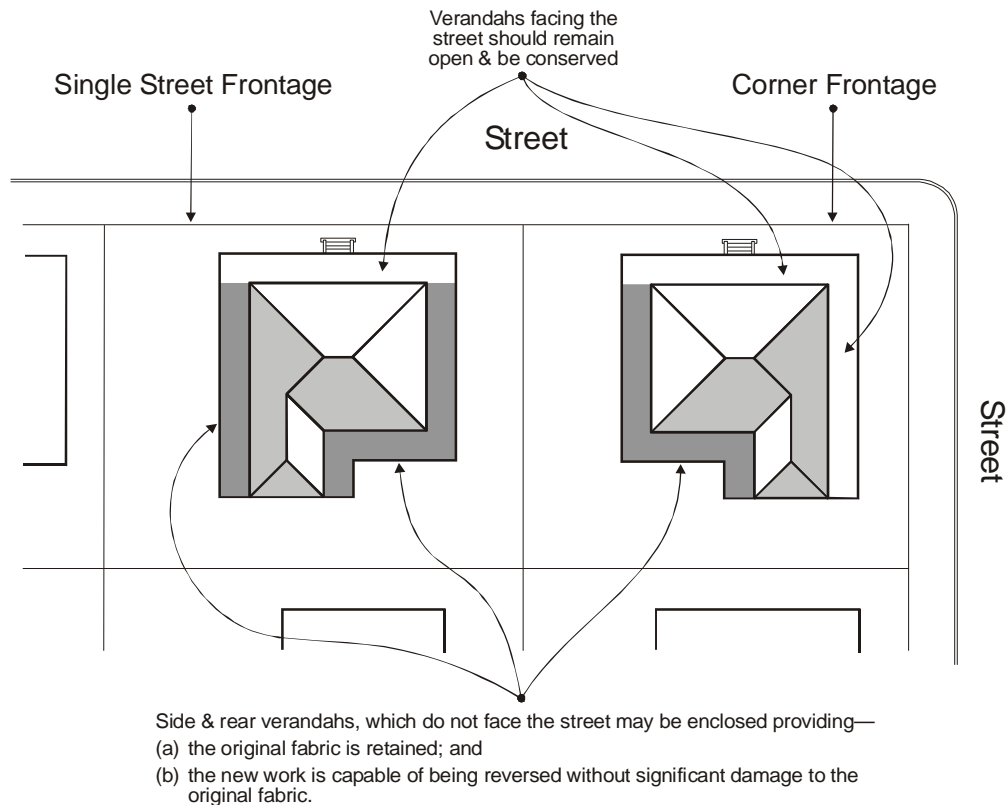 Verandahs facing the
street should remain
open & be conserved
Single Street Frontage
Corner Frontage
Street
Street
Side & rear verandahs, which do not face the street may be enclosed providing—
(a) the original fabric is retained; and
(b) the new work is capable of being reversed without significant damage to the
original fabric.